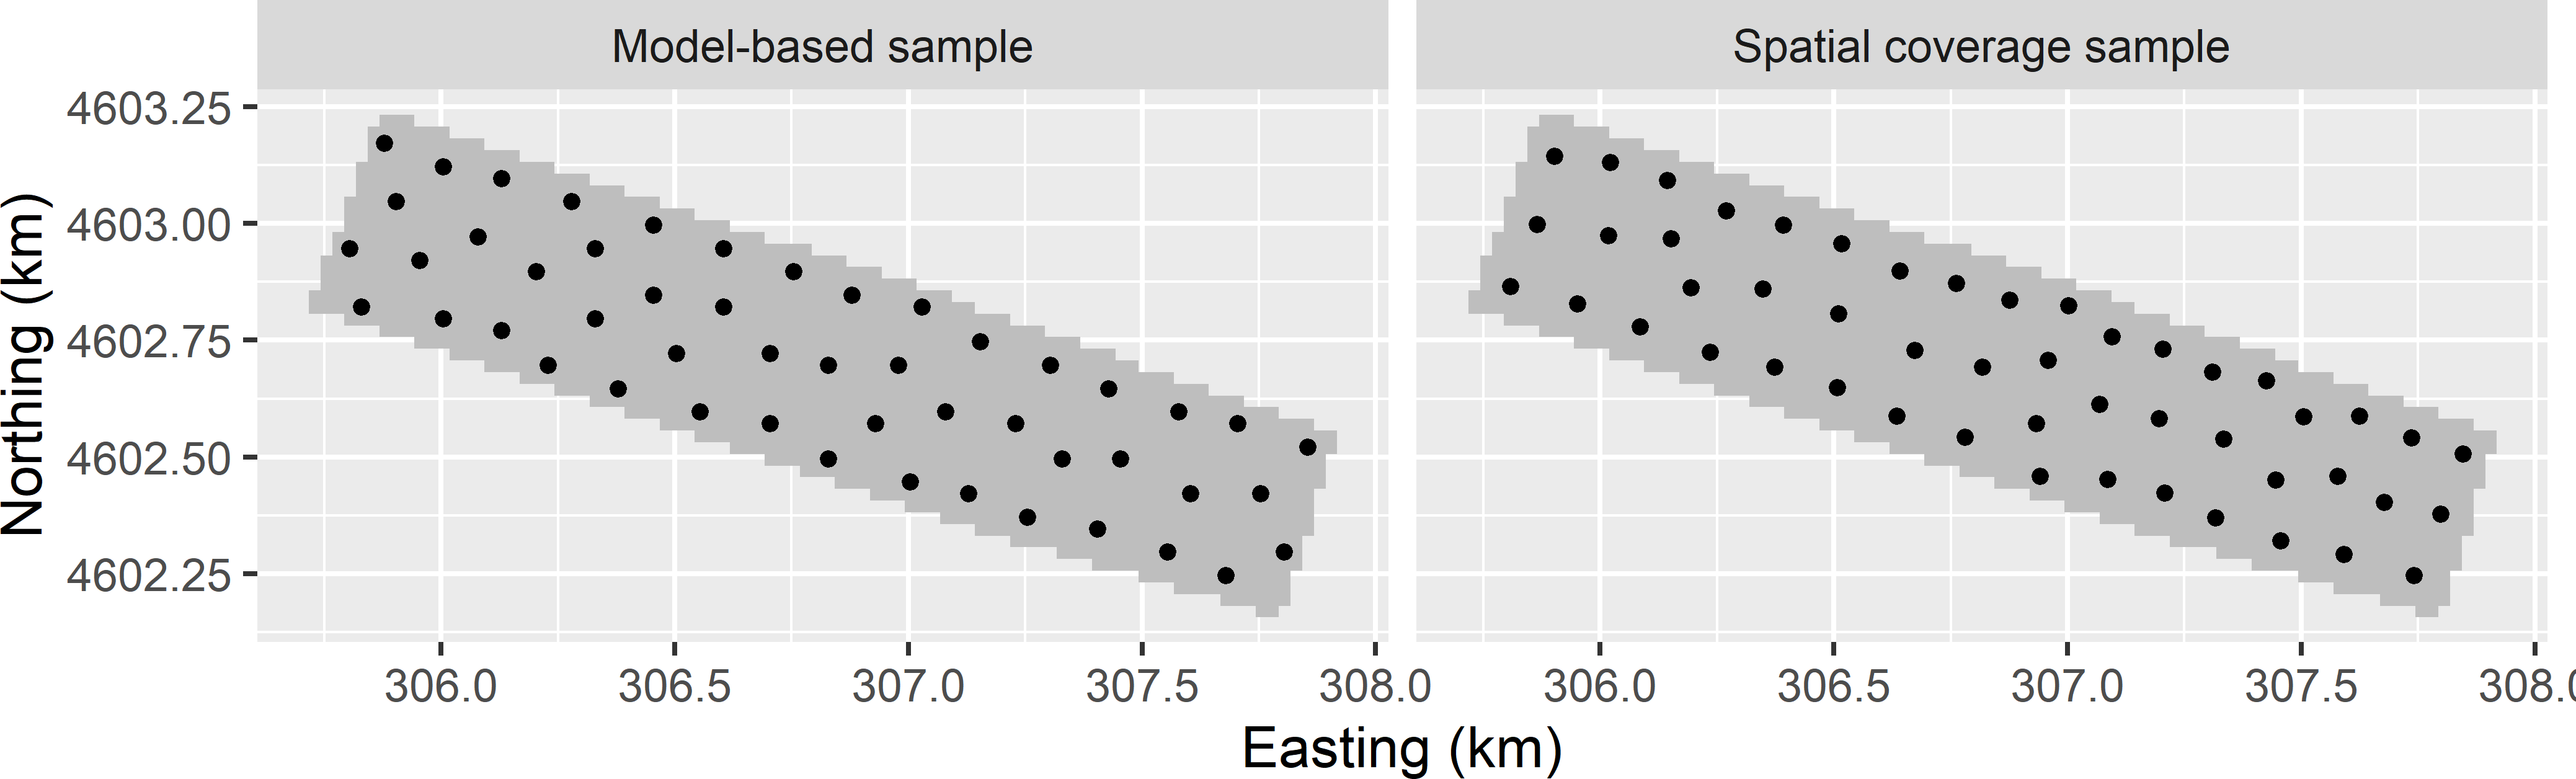 Model-based sample
Spatial coverage sample
Northing (km)
4603.25
4603.00
4602.75
4602.50
4602.25
306.0 306.5 307.0 307.5 308.0
306.0 306.5 307.0 307.5 308.0
Easting (km)